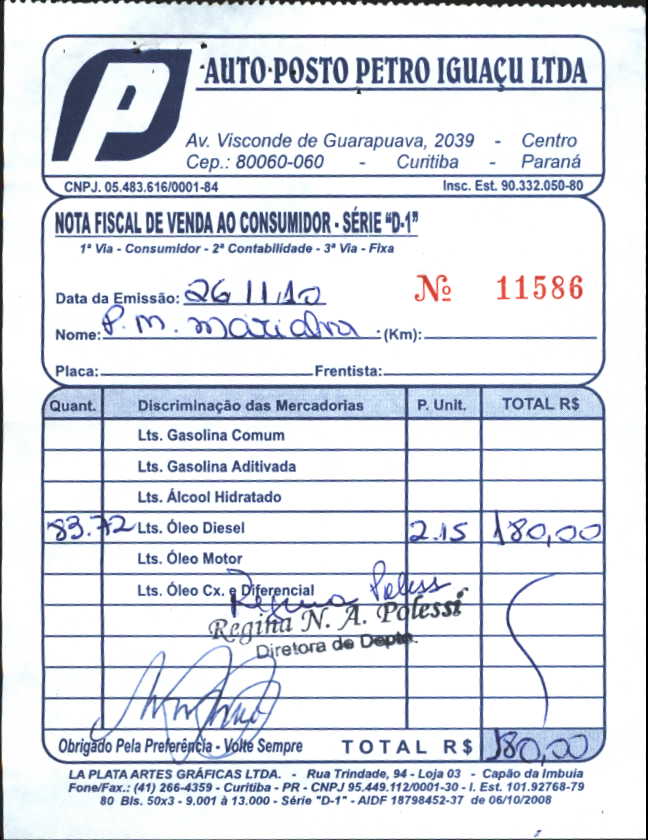 P
AUTO-POSTO PETRO IGUAÇU LTDA
Av. Visconde de Guarapuava, 2039 - Centro
Cep.: 80060-060 - Curitiba - Paraná
CNPJ. 05.483.616/0001-84 Insc. Est. 90.332.050-80
NOTA FISCAL DE VENDA AO CONSUMIDOR - SÉRIE "D-1"
1ª Via - Consumidor - 2ª Contabilidade - 3ª Via - Fixa
Data da Emissão: 26 11 10 Nº 11586
Nome: P. M. Marialva (Km):
Placa: Frentista:
Quant. Discriminação das Mercadorias P. Unit. TOTAL R$
Lts. Gasolina Comum
Lts. Gasolina Aditivada
Lts. Álcool Hidratado
83.72 Lts. Óleo Diesel 2.15 180,00
Lts. Óleo Motor
Lts. Óleo Cx. e Diferencial
Regina Polessi
Regina N. A. Polessi
Diretora de Depto.
Obrigado Pela Preferência - Volte Sempre TOTAL R$ 180,00
LA PLATA ARTES GRÁFICAS LTDA. - Rua Trindade, 94 - Loja 03 - Capão da Imbuia
Fone/Fax.: (41) 266-4359 - Curitiba - PR - CNPJ 95.449.112/0001-30 - I. Est. 101.92768-79
80 Bls. 50x3 - 9.001 à 13.000 - Série "D-1" - AIDF 18798452-37 de 06/10/2008